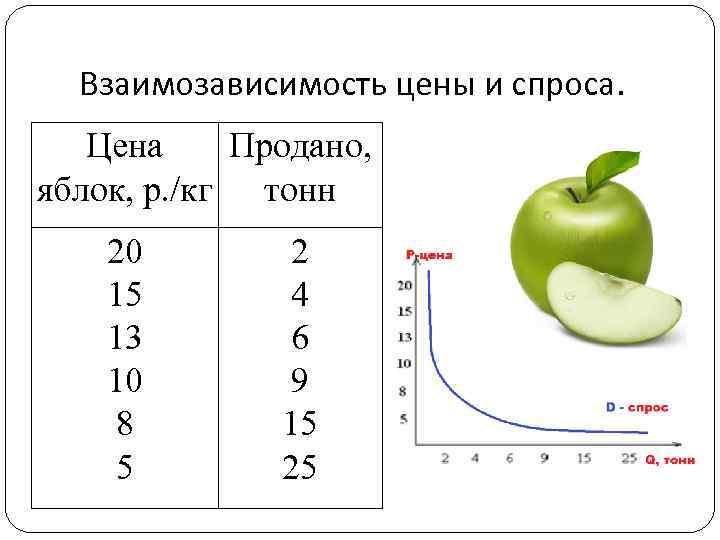 Взаимозависимость цены и спроса.
Цена Продано,
яблок, р./кг тонн
20 2
15 4
13 6
10 9
8 15
5 25
Р-цена
20
15
13
10
8
5
D - спрос
2 4 6 9 15 25 Q, тонн